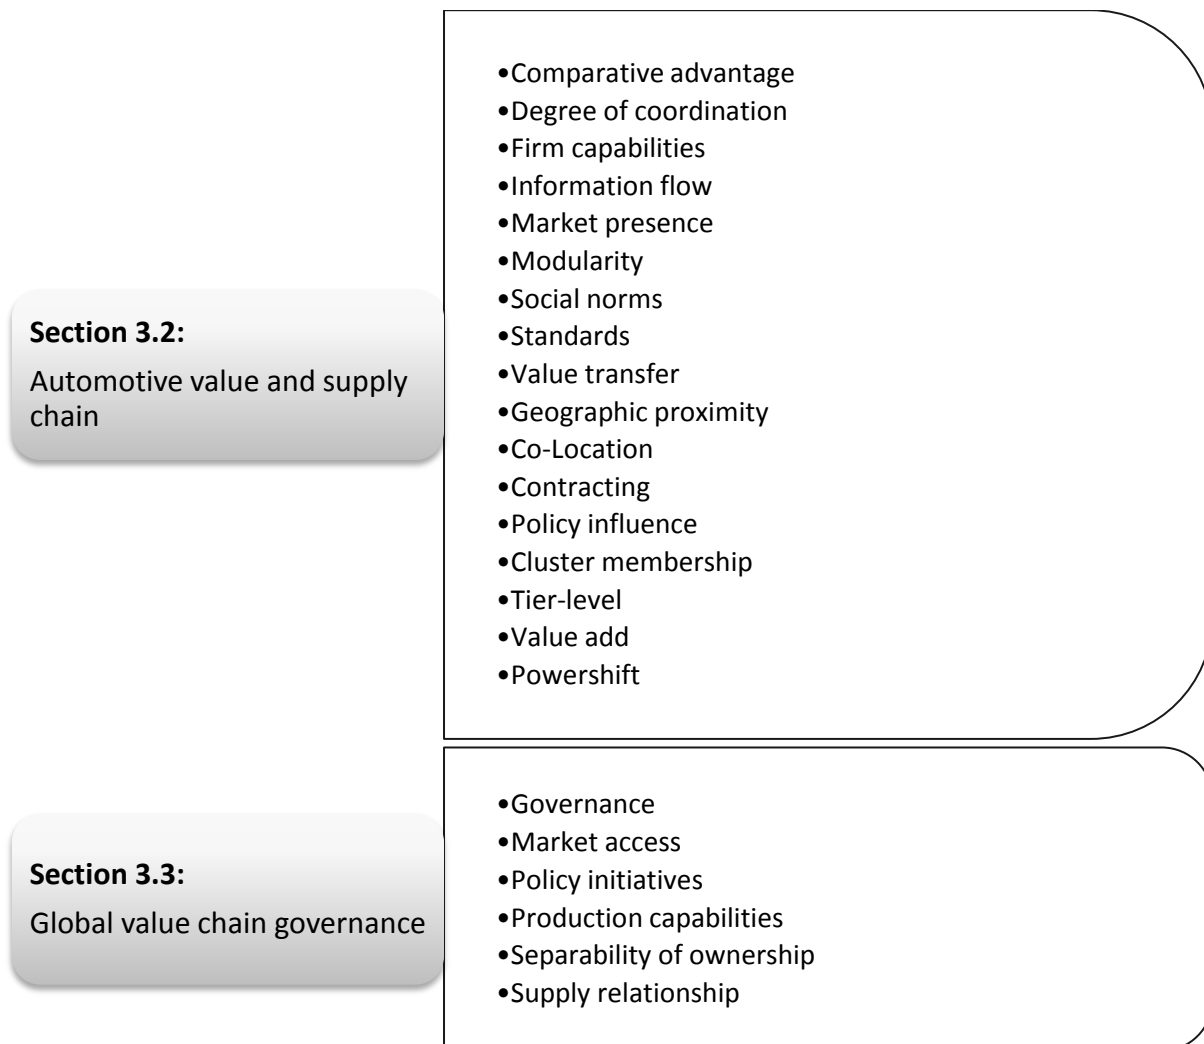 Section 3.2:
Automotive value and supply
chain
•Comparative advantage
•Degree of coordination
•Firm capabilities
•Information flow
•Market presence
•Modularity
•Social norms
•Standards
•Value transfer
•Geographic proximity
•Co-Location
•Contracting
•Policy influence
•Cluster membership
•Tier-level
•Value add
•Powershift
Section 3.3:
Global value chain governance
•Governance
•Market access
•Policy initiatives
•Production capabilities
•Separability of ownership
•Supply relationship